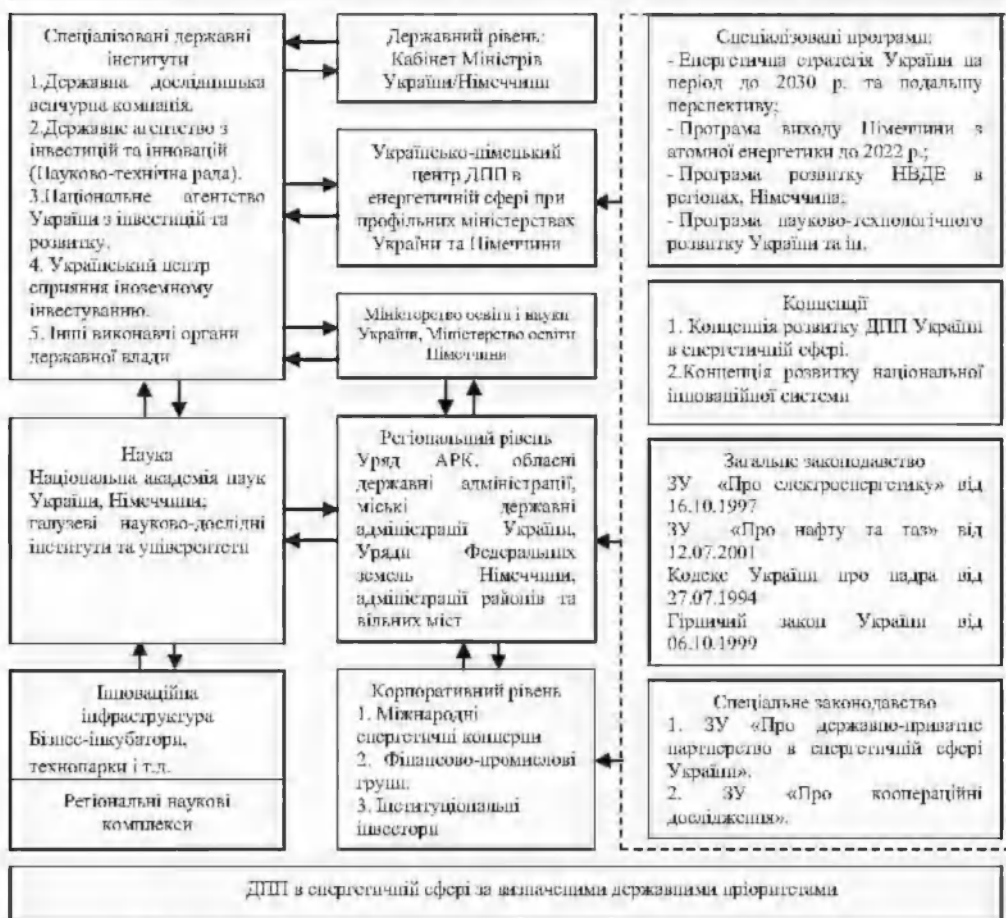 Спеціалізовані державні
інститути
1.Державна дослідницька
венчурна компанія.
2.Державне агентство з
інвестицій та інновацій
(Науково-технічна рада).
3.Національне агентство
України з інвестицій та
розвитку.
4. Український центр
сприяння іноземному
інвестуванню.
5. Інші виконавчі органи
державної влади
Наука
Національна академія наук
України, Німеччини;
галузеві науково-дослідні
інститути та університети
Інноваційна
інфраструктура
Бізнес-інкубатори,
технопарки і т.д.
Регіональні наукові
комплекси
Державний рівень:
Кабінет Міністрів
України/Німеччини
Українсько-німецький
центр ДПП в
енергетичній сфері при
профільних міністерствах
України та Німеччини
Міністерство освіти і науки
України, Міністерство освіти
Німеччини
Регіональний рівень
Уряд АРК, обласні
державні адміністрації,
міські державні
адміністрації України,
Уряди Федеральних
земель Німеччини,
адміністрації районів та
вільних міст
Корпоративний рівень
1. Міжнародні
енергетичні концерни
2. Фінансово-промислові
групи.
3. Інституціональні
інвестори
Спеціалізовані програми:
- Енергетична стратегія України на
період до 2030 р. та подальшу
перспективу;
- Програма виходу Німеччини з
атомної енергетики до 2022 р.;
- Програма розвитку НВДЕ в
регіонах, Німеччина;
- Програма науково-технологічного
розвитку України та ін.
Концепції
1. Концепція розвитку ДПП України
в енергетичній сфері.
2.Концепція розвитку національної
інноваційної системи
Загальне законодавство
ЗУ «Про електроенергетику» від
16.10.1997
ЗУ «Про нафту та газ» від
12.07.2001
Кодекс України про надра від
27.07.1994
Гірничий закон України від
06.10.1999
Спеціальне законодавство
1. ЗУ «Про державно-приватне
партнерство в енергетичній сфері
України».
2. ЗУ «Про коопераційні
дослідження».
ДПП в енергетичній сфері за визначеними державними пріоритетами